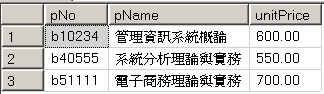 pNo pName unitPrice
1 b10234 管理資訊系統概論 600.00
2 b40555 系統分析理論與實務 550.00
3 b51111 電子商務理論與實務 700.00